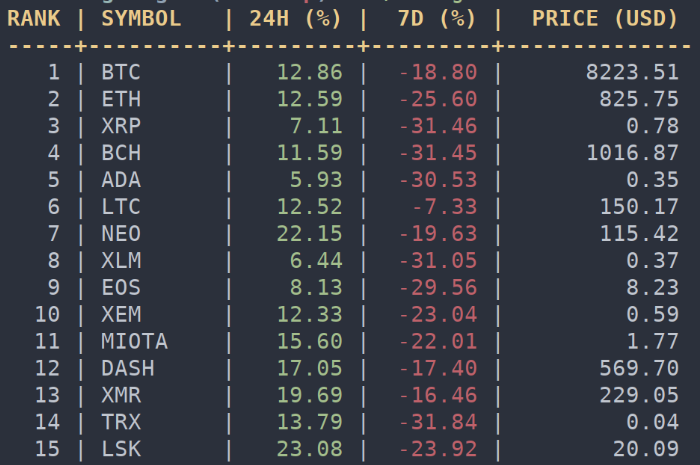 RANK | SYMBOL | 24H (%) | 7D (%) | PRICE (USD)
-----+----------+---------+---------+-------------
1 | BTC | 12.86 | -18.80 | 8223.51
2 | ETH | 12.59 | -25.60 | 825.75
3 | XRP | 7.11 | -31.46 | 0.78
4 | BCH | 11.59 | -31.45 | 1016.87
5 | ADA | 5.93 | -30.53 | 0.35
6 | LTC | 12.52 | -7.33 | 150.17
7 | NEO | 22.15 | -19.63 | 115.42
8 | XLM | 6.44 | -31.05 | 0.37
9 | EOS | 8.13 | -29.56 | 8.23
10 | XEM | 12.33 | -23.04 | 0.59
11 | MIOTA | 15.60 | -22.01 | 1.77
12 | DASH | 17.05 | -17.40 | 569.70
13 | XMR | 19.69 | -16.46 | 229.05
14 | TRX | 13.79 | -31.84 | 0.04
15 | LSK | 23.08 | -23.92 | 20.09